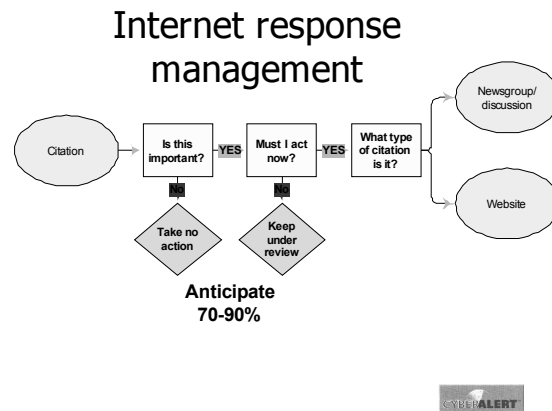 Internet response
management
Citation
Is this
important?
YES
Must I act
now?
YES
What type
of citation
is it?
Newsgroup/
discussion
Website
No
No
Take no
action
Keep
under
review
Anticipate
70-90%
CYBERALERT